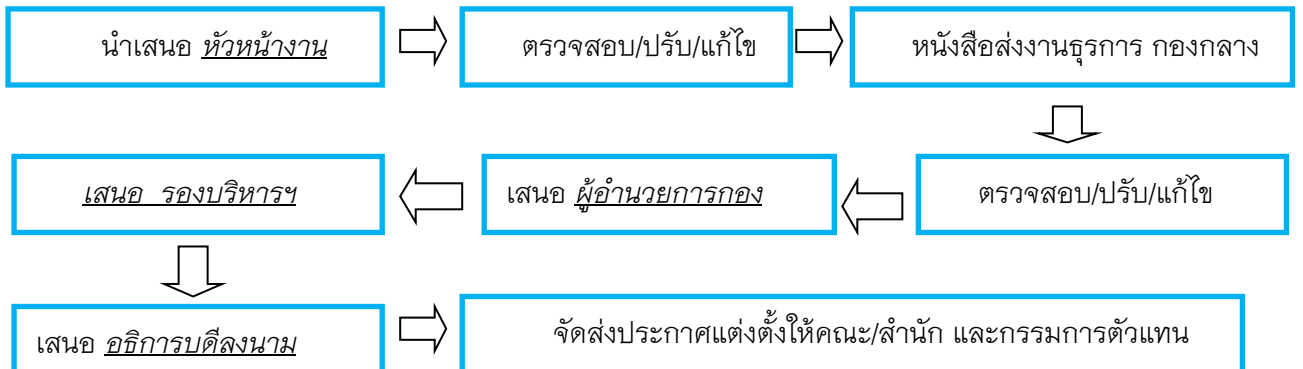 นำเสนอ หัวหน้างาน
ตรวจสอบ/ปรับ/แก้ไข
หนังสือส่งงานธุรการ กองกลาง
ตรวจสอบ/ปรับ/แก้ไข
เสนอ ผู้อำนวยการกอง
เสนอ รองบริหารฯ
เสนอ อธิการบดีลงนาม
จัดส่งประกาศแต่งตั้งให้คณะ/สำนัก และกรรมการตัวแทน